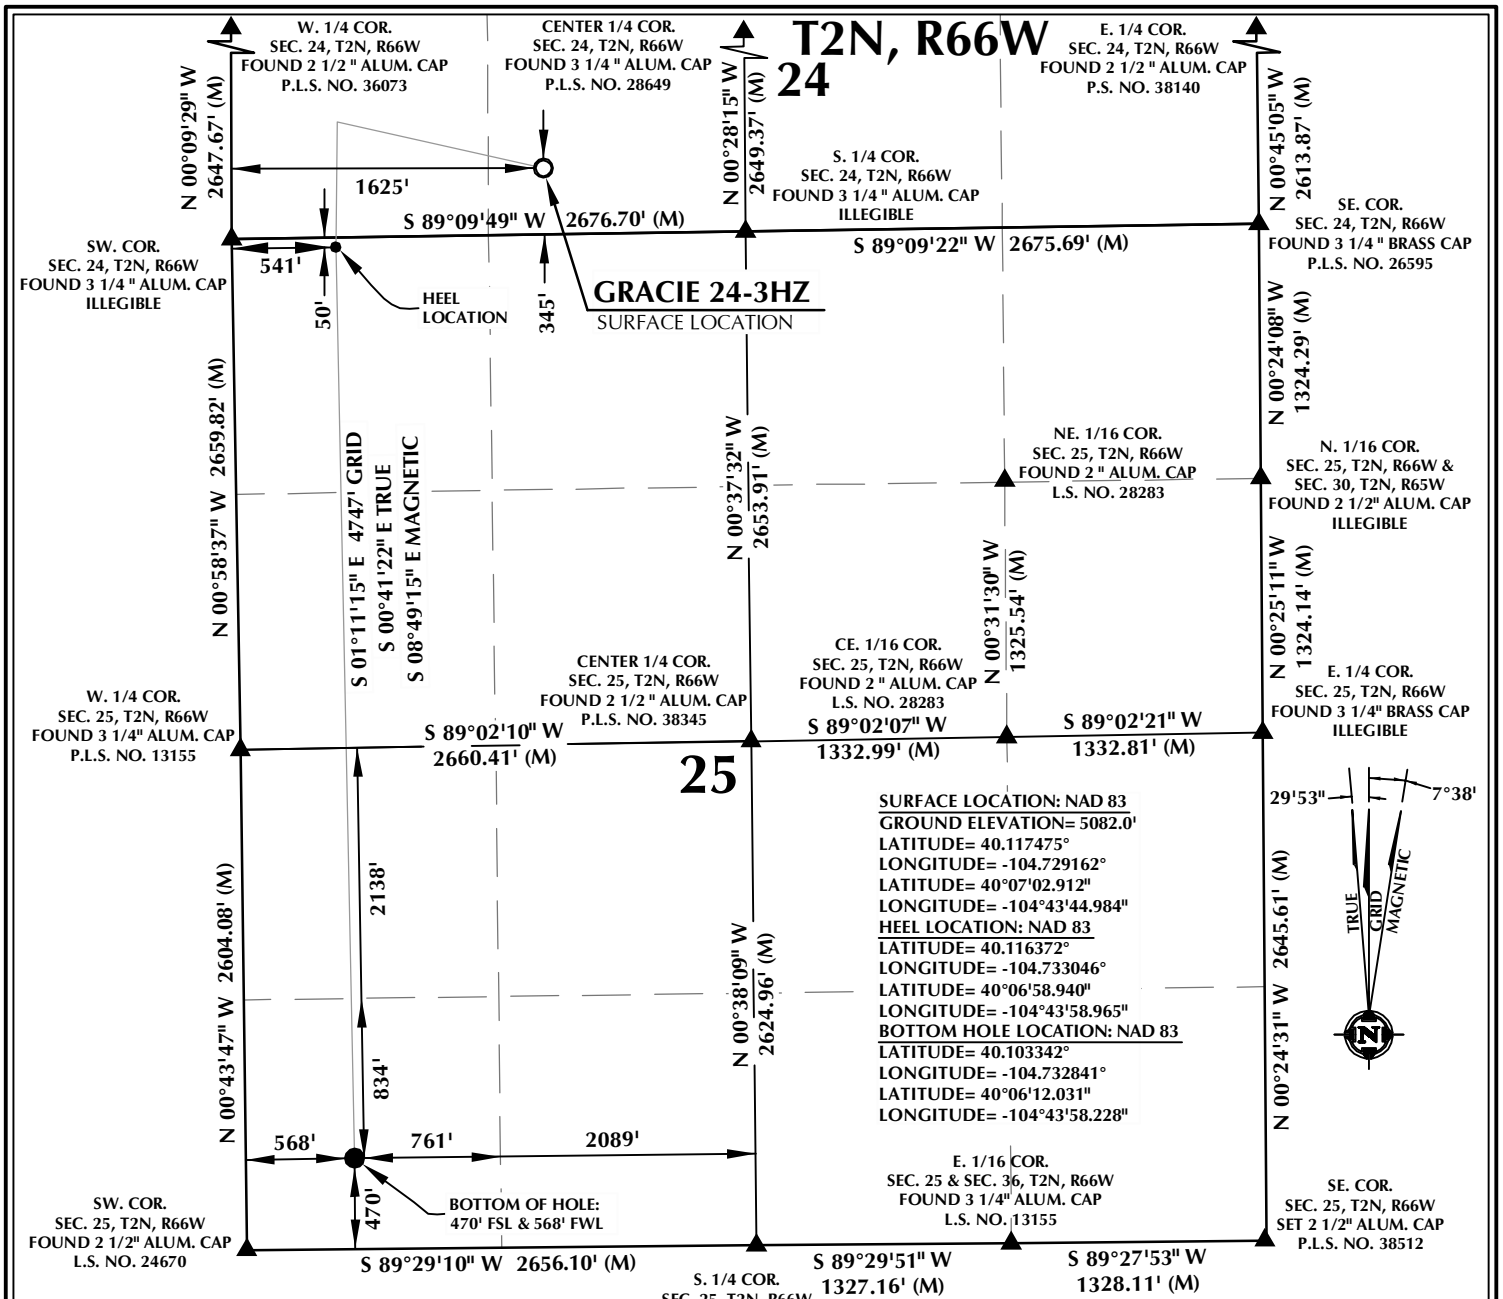 T2N, R66W
24
W. 1/4 COR.
SEC. 24, T2N, R66W
FOUND 2 1/2 " ALUM. CAP
P.L.S. NO. 36073
CENTER 1/4 COR.
SEC. 24, T2N, R66W
FOUND 3 1/4 " ALUM. CAP
P.L.S. NO. 28649
E. 1/4 COR.
SEC. 24, T2N, R66W
FOUND 2 1/2 " ALUM. CAP
P.S. NO. 38140
N 00°09'29" W
2647.67' (M)
N 00°28'15" W
2649.37' (M)
N 00°45'05" W
2613.87' (M)
1625'
S. 1/4 COR.
SEC. 24, T2N, R66W
FOUND 3 1/4 " ALUM. CAP
ILLEGIBLE
SE. COR.
SEC. 24, T2N, R66W
FOUND 3 1/4 " BRASS CAP
P.L.S. NO. 26595
S 89°09'49" W 2676.70' (M)
S 89°09'22" W 2675.69' (M)
SW. COR.
SEC. 24, T2N, R66W
FOUND 3 1/4 " ALUM. CAP
ILLEGIBLE
541'
50'
HEEL
LOCATION
345'
GRACIE 24-3HZ
SURFACE LOCATION
N 00°24'08" W
1324.29' (M)
N 00°58'37" W 2659.82' (M)
S 01°11'15" E 4747' GRID
S 00°41'22" E TRUE
S 08°49'15" E MAGNETIC
N 00°37'32" W
2653.91' (M)
NE. 1/16 COR.
SEC. 25, T2N, R66W
FOUND 2 " ALUM. CAP
L.S. NO. 28283
N. 1/16 COR.
SEC. 25, T2N, R66W &
SEC. 30, T2N, R65W
FOUND 2 1/2" ALUM. CAP
ILLEGIBLE
N 00°31'30" W
1325.54' (M)
N 00°25'11" W
1324.14' (M)
W. 1/4 COR.
SEC. 25, T2N, R66W
FOUND 3 1/4" ALUM. CAP
P.L.S. NO. 13155
CENTER 1/4 COR.
SEC. 25, T2N, R66W
FOUND 2 1/2 " ALUM. CAP
P.L.S. NO. 38345
CE. 1/16 COR.
SEC. 25, T2N, R66W
FOUND 2 " ALUM. CAP
L.S. NO. 28283
E. 1/4 COR.
SEC. 25, T2N, R66W
FOUND 3 1/4" BRASS CAP
ILLEGIBLE
S 89°02'10" W
2660.41' (M)
S 89°02'07" W
1332.99' (M)
S 89°02'21" W
1332.81' (M)
25
SURFACE LOCATION: NAD 83
GROUND ELEVATION= 5082.0'
LATITUDE= 40.117475°
LONGITUDE= -104.729162°
LATITUDE= 40°07'02.912"
LONGITUDE= -104°43'44.984"
HEEL LOCATION: NAD 83
LATITUDE= 40.116372°
LONGITUDE= -104.733046°
LATITUDE= 40°06'58.940"
LONGITUDE= -104°43'58.965"
BOTTOM HOLE LOCATION: NAD 83
LATITUDE= 40.103342°
LONGITUDE= -104.732841°
LATITUDE= 40°06'12.031"
LONGITUDE= -104°43'58.228"
29'53"
7°38'
TRUE
GRID
MAGNETIC
N
N 00°43'47" W 2604.08' (M)
2138'
834'
N 00°38'09" W
2624.96' (M)
N 00°24'31" W 2645.61' (M)
568'
761'
2089'
470'
BOTTOM OF HOLE:
470' FSL & 568' FWL
SW. COR.
SEC. 25, T2N, R66W
FOUND 2 1/2" ALUM. CAP
L.S. NO. 24670
E. 1/16 COR.
SEC. 25 & SEC. 36, T2N, R66W
FOUND 3 1/4" ALUM. CAP
L.S. NO. 13155
SE. COR.
SEC. 25, T2N, R66W
SET 2 1/2" ALUM. CAP
P.L.S. NO. 38512
S 89°29'10" W 2656.10' (M)
S 89°29'51" W
1327.16' (M)
S 89°27'53" W
1328.11' (M)
S. 1/4 COR.
SEC. 25, T2N, R66W